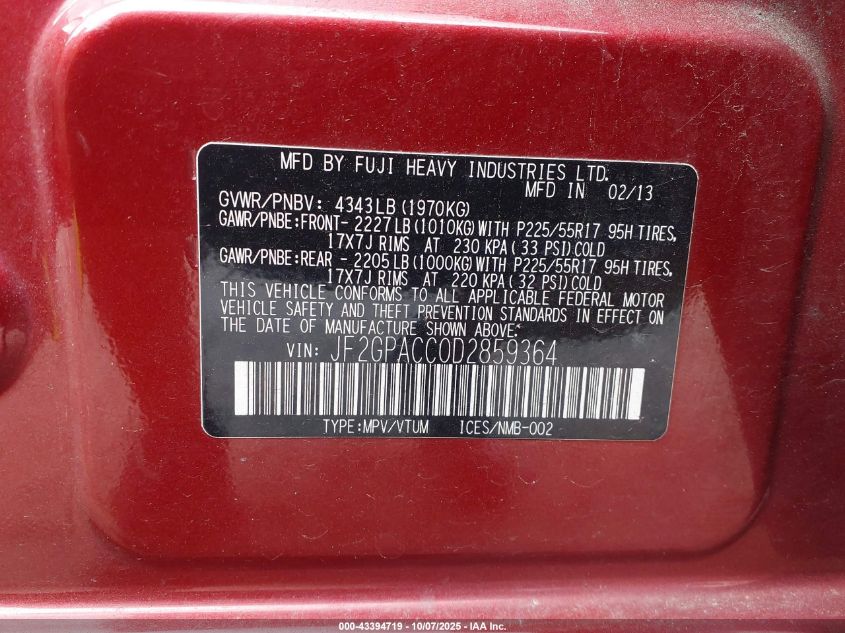 MFD BY FUJI HEAVY INDUSTRIES LTD.
MFD IN 02/13
GVWR/PNBV: 4343LB (1970KG)
GAWR/PNBE:FRONT- 2227LB (1010KG) WITH P225/55R17 95H TIRES,
17X7J RIMS AT 230 KPA (33 PSI) COLD
GAWR/PNBE:REAR - 2205LB (1000KG) WITH P225/55R17 95H TIRES,
17X7J RIMS AT 220 KPA (32 PSI) COLD
THIS VEHICLE CONFORMS TO ALL APPLICABLE FEDERAL MOTOR
VEHICLE SAFETY AND THEFT PREVENTION STANDARDS IN EFFECT ON
THE DATE OF MANUFACTURE SHOWN ABOVE.
VIN: JF2GPACC0D2859364
TYPE:MPV/VTUM ICES/NMB-002
000-43394719 - 10/07/2025 - IAA Inc.